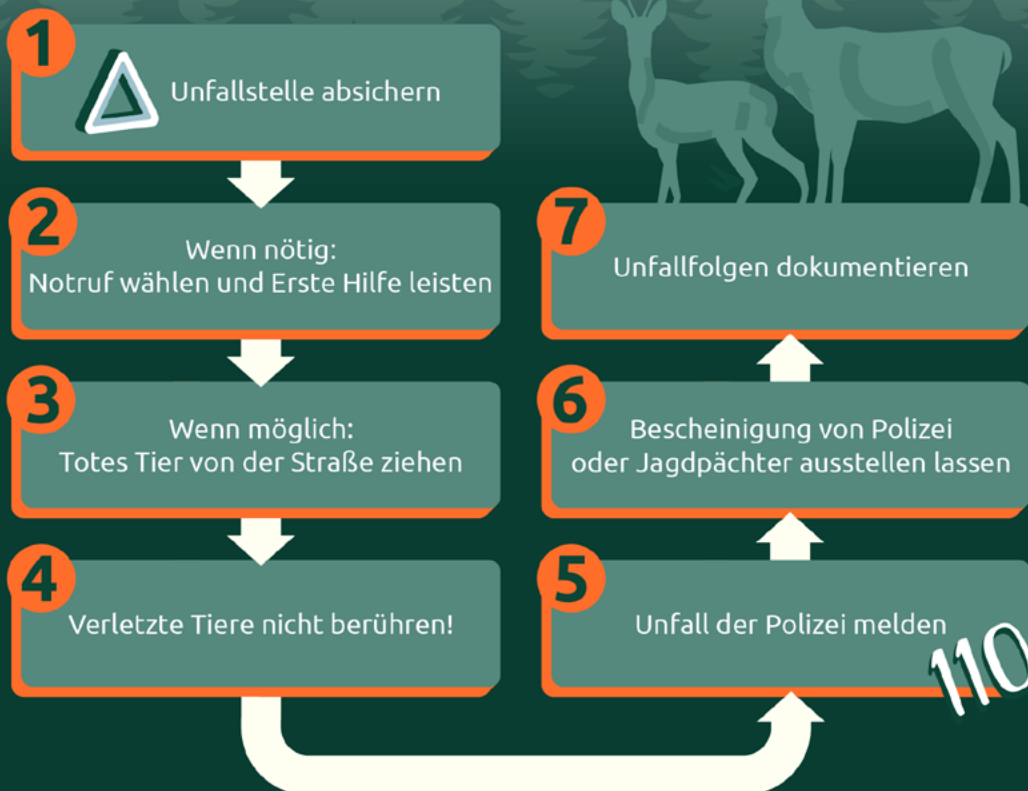 1
Unfallstelle absichern
2
Wenn nötig:
Notruf wählen und Erste Hilfe leisten
3
Wenn möglich:
Totes Tier von der Straße ziehen
4
Verletzte Tiere nicht berühren!
5
Unfall der Polizei melden
110
6
Bescheinigung von Polizei
oder Jagdpächter ausstellen lassen
7
Unfallfolgen dokumentieren